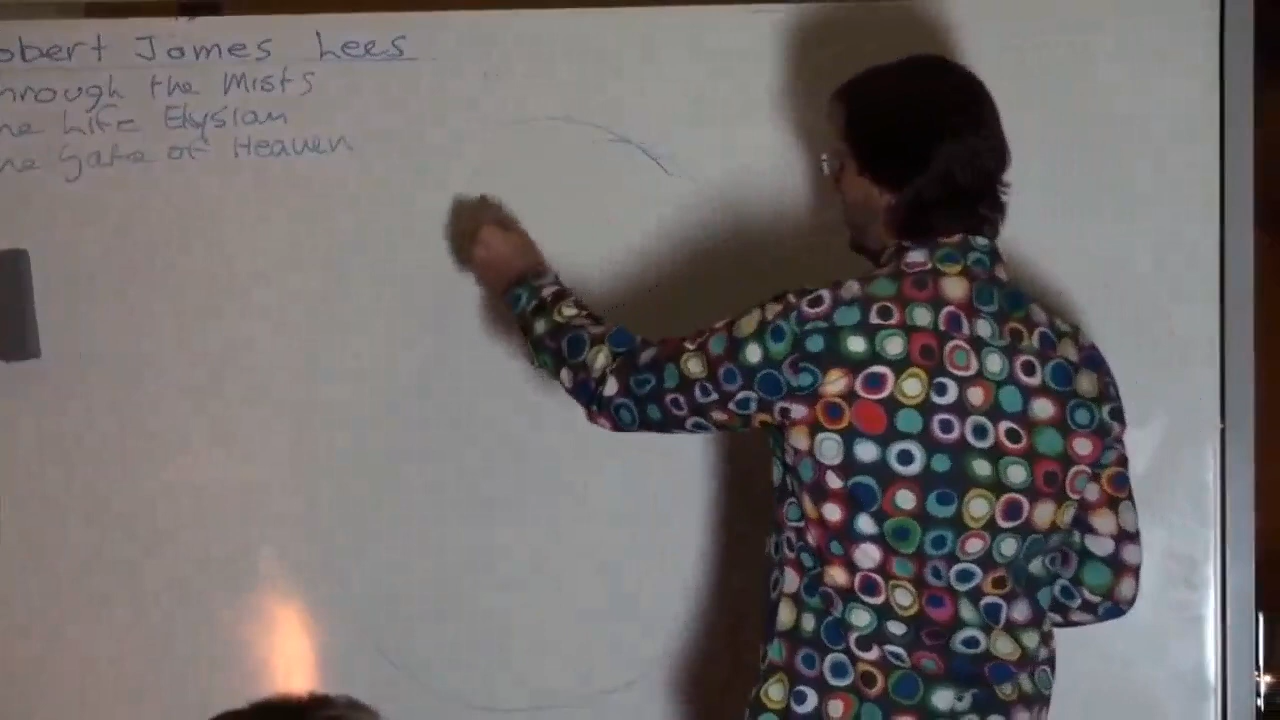 obert James Lees
hrough the Mists
he Life Elysian
he Gate of Heaven